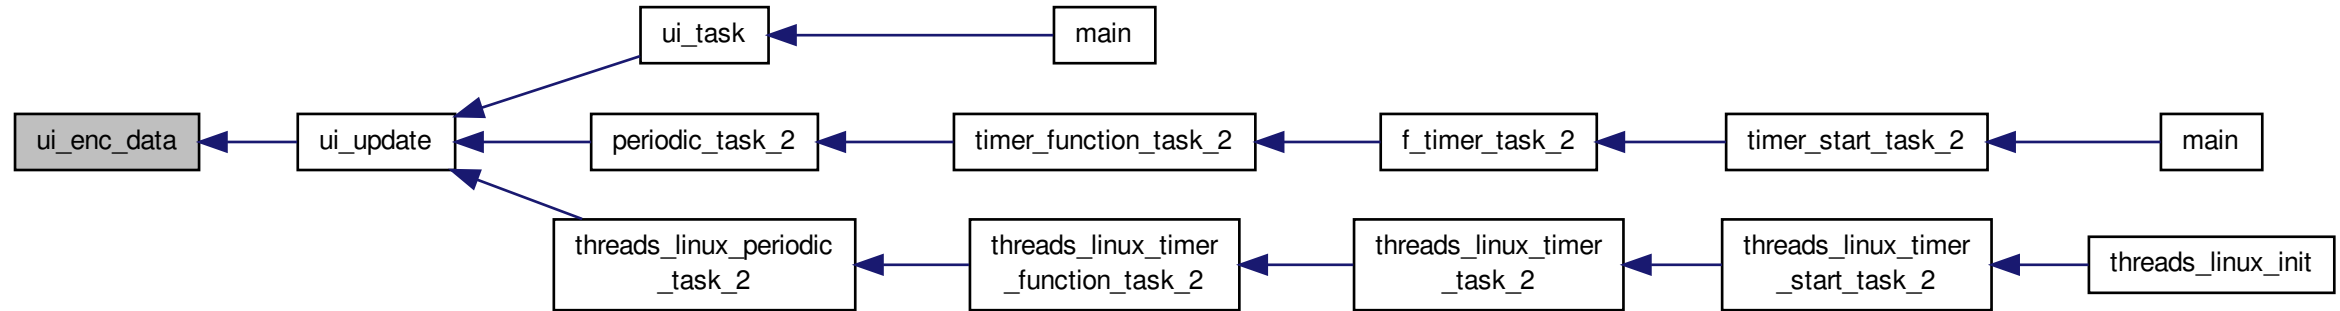 ui_task
main
ui_enc_data
ui_update
periodic_task_2
timer_function_task_2
f_timer_task_2
timer_start_task_2
main
threads_linux_periodic
_task_2
threads_linux_timer
_function_task_2
threads_linux_timer
_task_2
threads_linux_timer
_start_task_2
threads_linux_init